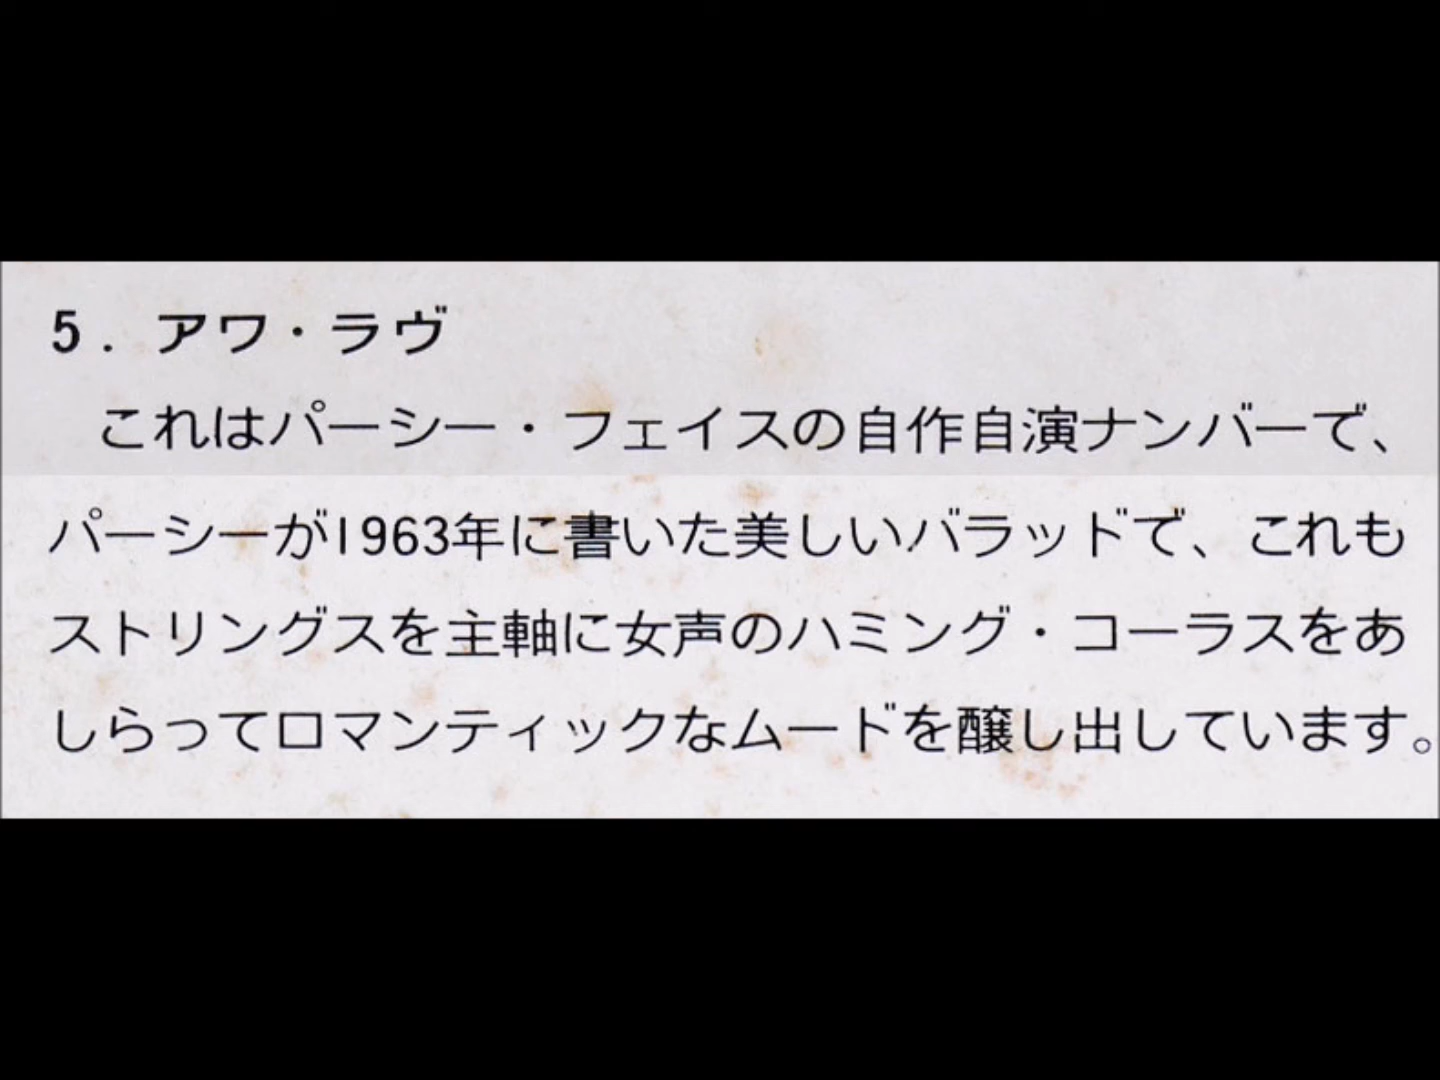 5. アワ・ラヴ
これはパーシー・フェイスの自作自演ナンバーで、
パーシーが1963年に書いた美しいバラッドで、これも
ストリングスを主軸に女声のハミング・コーラスをあ
しらってロマンティックなムードを醸し出しています。